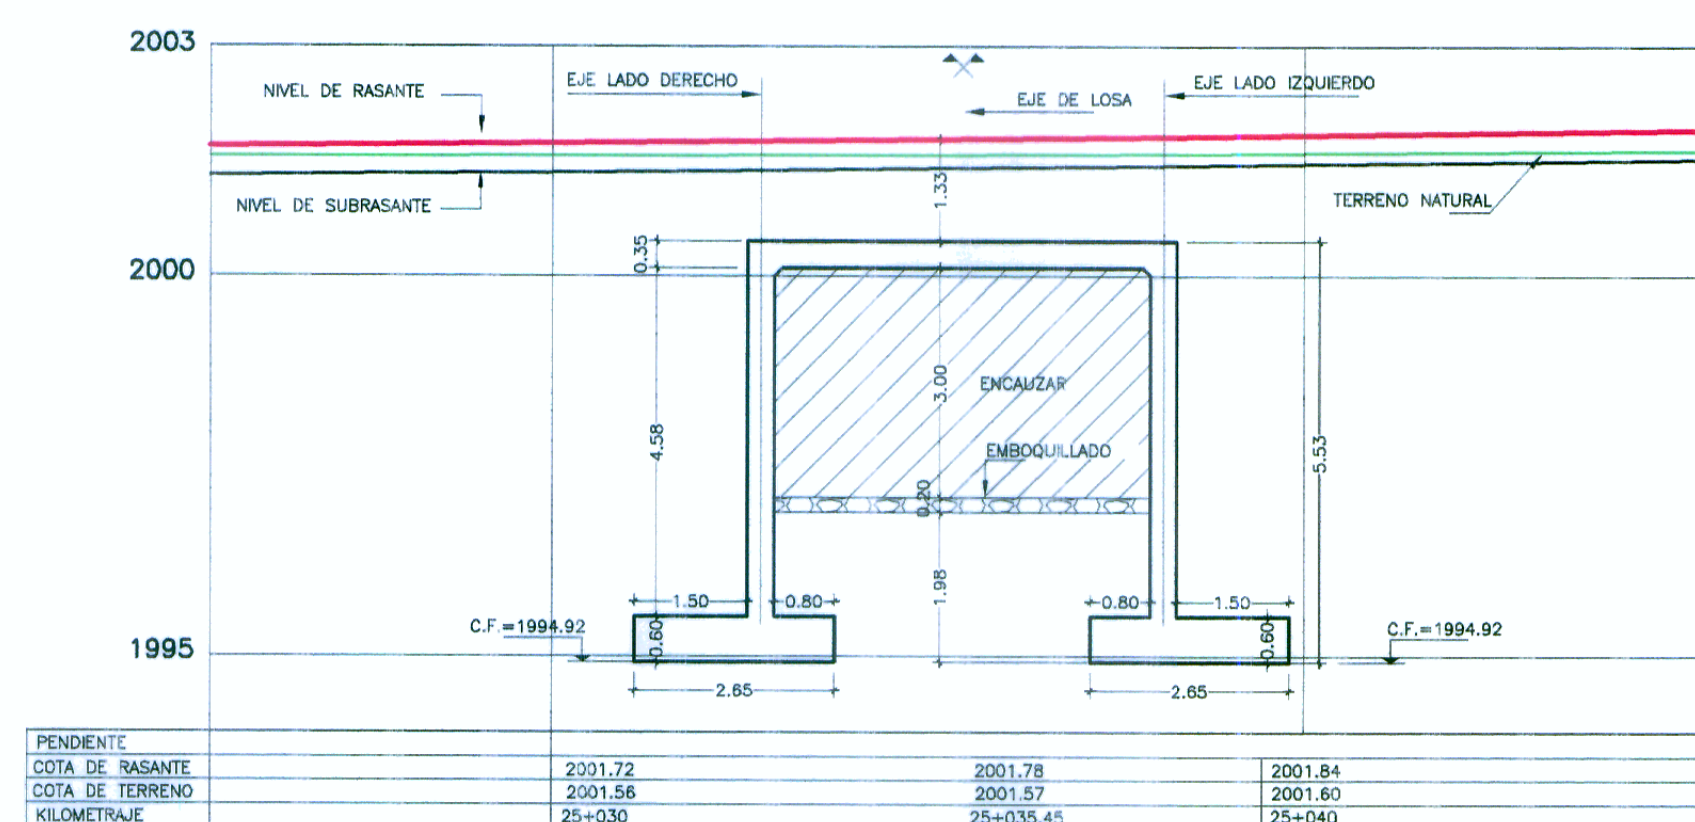 2003
EJE LADO DERECHO
EJE LADO IZQUIERDO
NIVEL DE RASANTE
EJE DE LOSA
1.33
TERRENO NATURAL
NIVEL DE SUBRASANTE
0.35
2000
3.00
ENCAUZAR
4.58
EMBOQUILLADO
5.53
0.20
1.98
1.50
0.80
0.80
1.50
C.F.=1994.92
0.60
0.60
C.F.=1994.92
1995
2.65
2.65
PENDIENTE
COTA DE RASANTE 2001.72 2001.78 2001.84
COTA DE TERRENO 2001.56 2001.57 2001.60
KILOMETRAJE 25+030 25+035.45 25+040